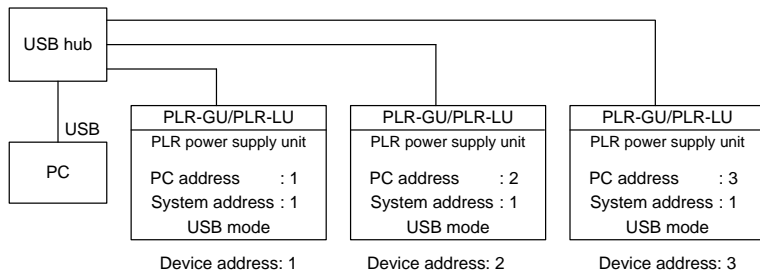 USB hub
USB
PC
PLR-GU/PLR-LU
PLR power supply unit
PC address : 1
System address : 1
USB mode
Device address: 1
PLR-GU/PLR-LU
PLR power supply unit
PC address : 2
System address : 1
USB mode
Device address: 2
PLR-GU/PLR-LU
PLR power supply unit
PC address : 3
System address : 1
USB mode
Device address: 3